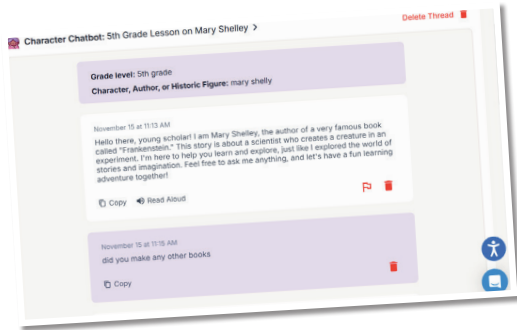 Character Chatbot: 5th Grade Lesson on Mary Shelley >
Delete Thread
Grade level: 5th grade
Character, Author, or Historic Figure: mary shelly
November 15 at 11:13 AM
Hello there, young scholar! I am Mary Shelley, the author of a very famous book
called "Frankenstein." This story is about a scientist who creates a creature in an
experiment. I'm here to help you learn and explore, just like I explored the world of
stories and imagination. Feel free to ask me anything, and let's have a fun learning
adventure together!
Copy Read Aloud
November 15 at 11:15 AM
did you make any other books
Copy